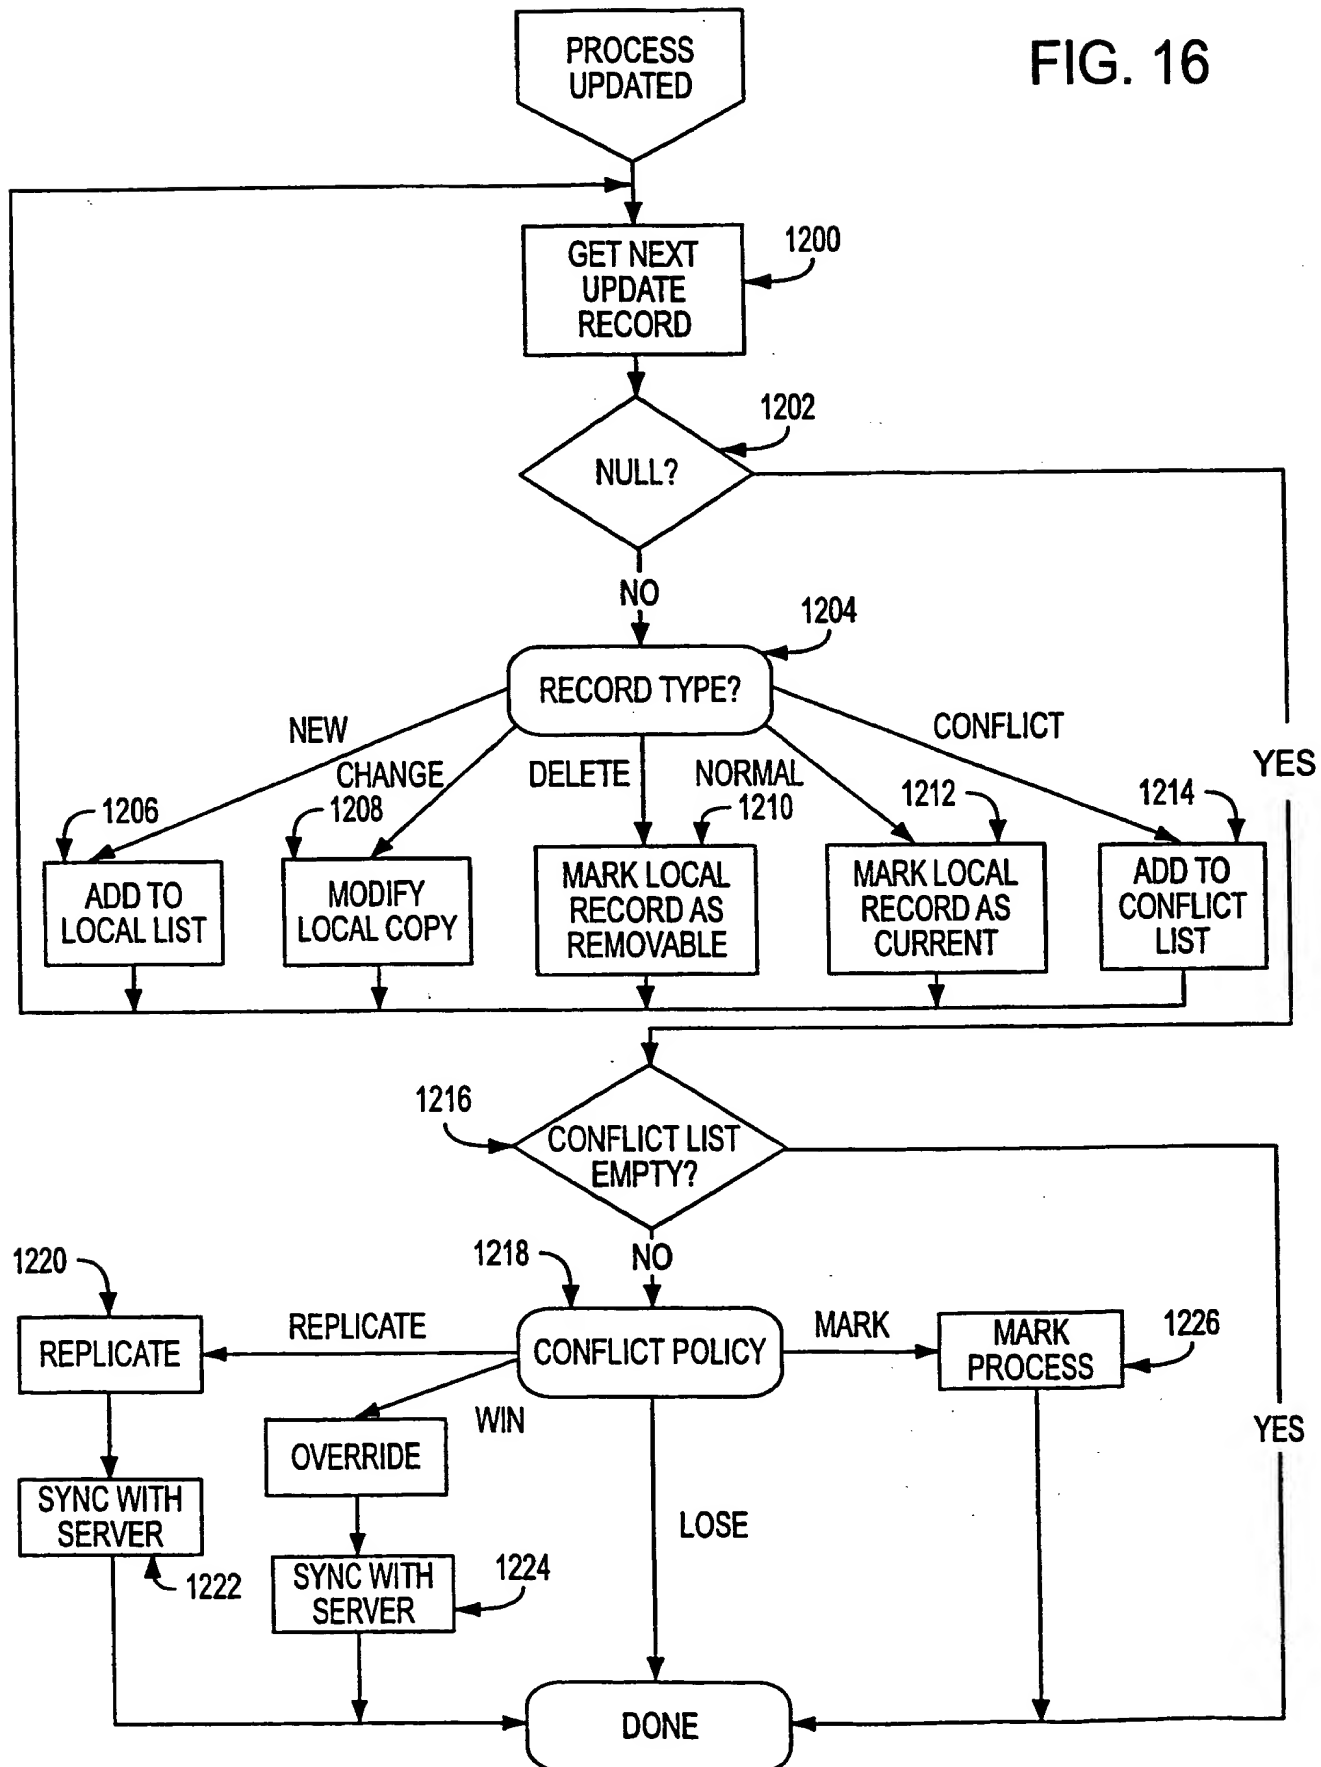 FIG. 16
PROCESS
UPDATED
GET NEXT
UPDATE
RECORD
1200
1202
NULL?
NO
1204
RECORD TYPE?
NEW
CHANGE
DELETE
NORMAL
CONFLICT
YES
1206
1208
1210
1212
1214
ADD TO
LOCAL LIST
MODIFY
LOCAL COPY
MARK LOCAL
RECORD AS
REMOVABLE
MARK LOCAL
RECORD AS
CURRENT
ADD TO
CONFLICT
LIST
1216
CONFLICT LIST
EMPTY?
NO
1218
1220
REPLICATE
REPLICATE
CONFLICT POLICY
MARK
MARK
PROCESS
1226
WIN
OVERRIDE
YES
SYNC WITH
SERVER
1222
LOSE
SYNC WITH
SERVER
1224
DONE